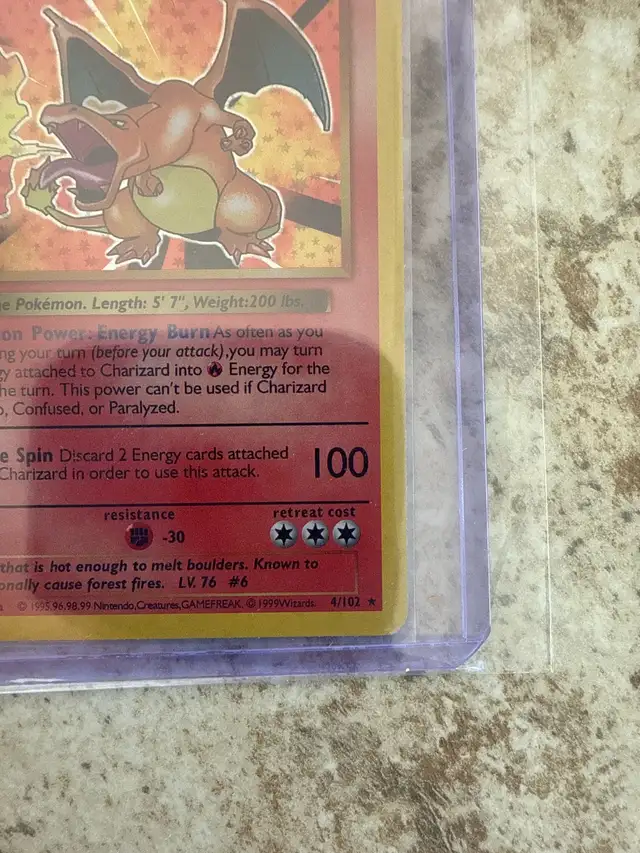 e Pokémon. Length: 5' 7", Weight: 200 lbs.
on Power: Energy Burn As often as you
ng your turn (before your attack),you may turn
gy attached to Charizard into Energy for the
he turn. This power can't be used if Charizard
, Confused, or Paralyzed.
e Spin Discard 2 Energy cards attached
Charizard in order to use this attack.
100
resistance
retreat cost
-30
that is hot enough to melt boulders. Known to
onally cause forest fires. LV. 76 #6
© 1995,96,98,99 Nintendo,Creatures,GAMEFREAK. © 1999Wizards. 4/102 ★